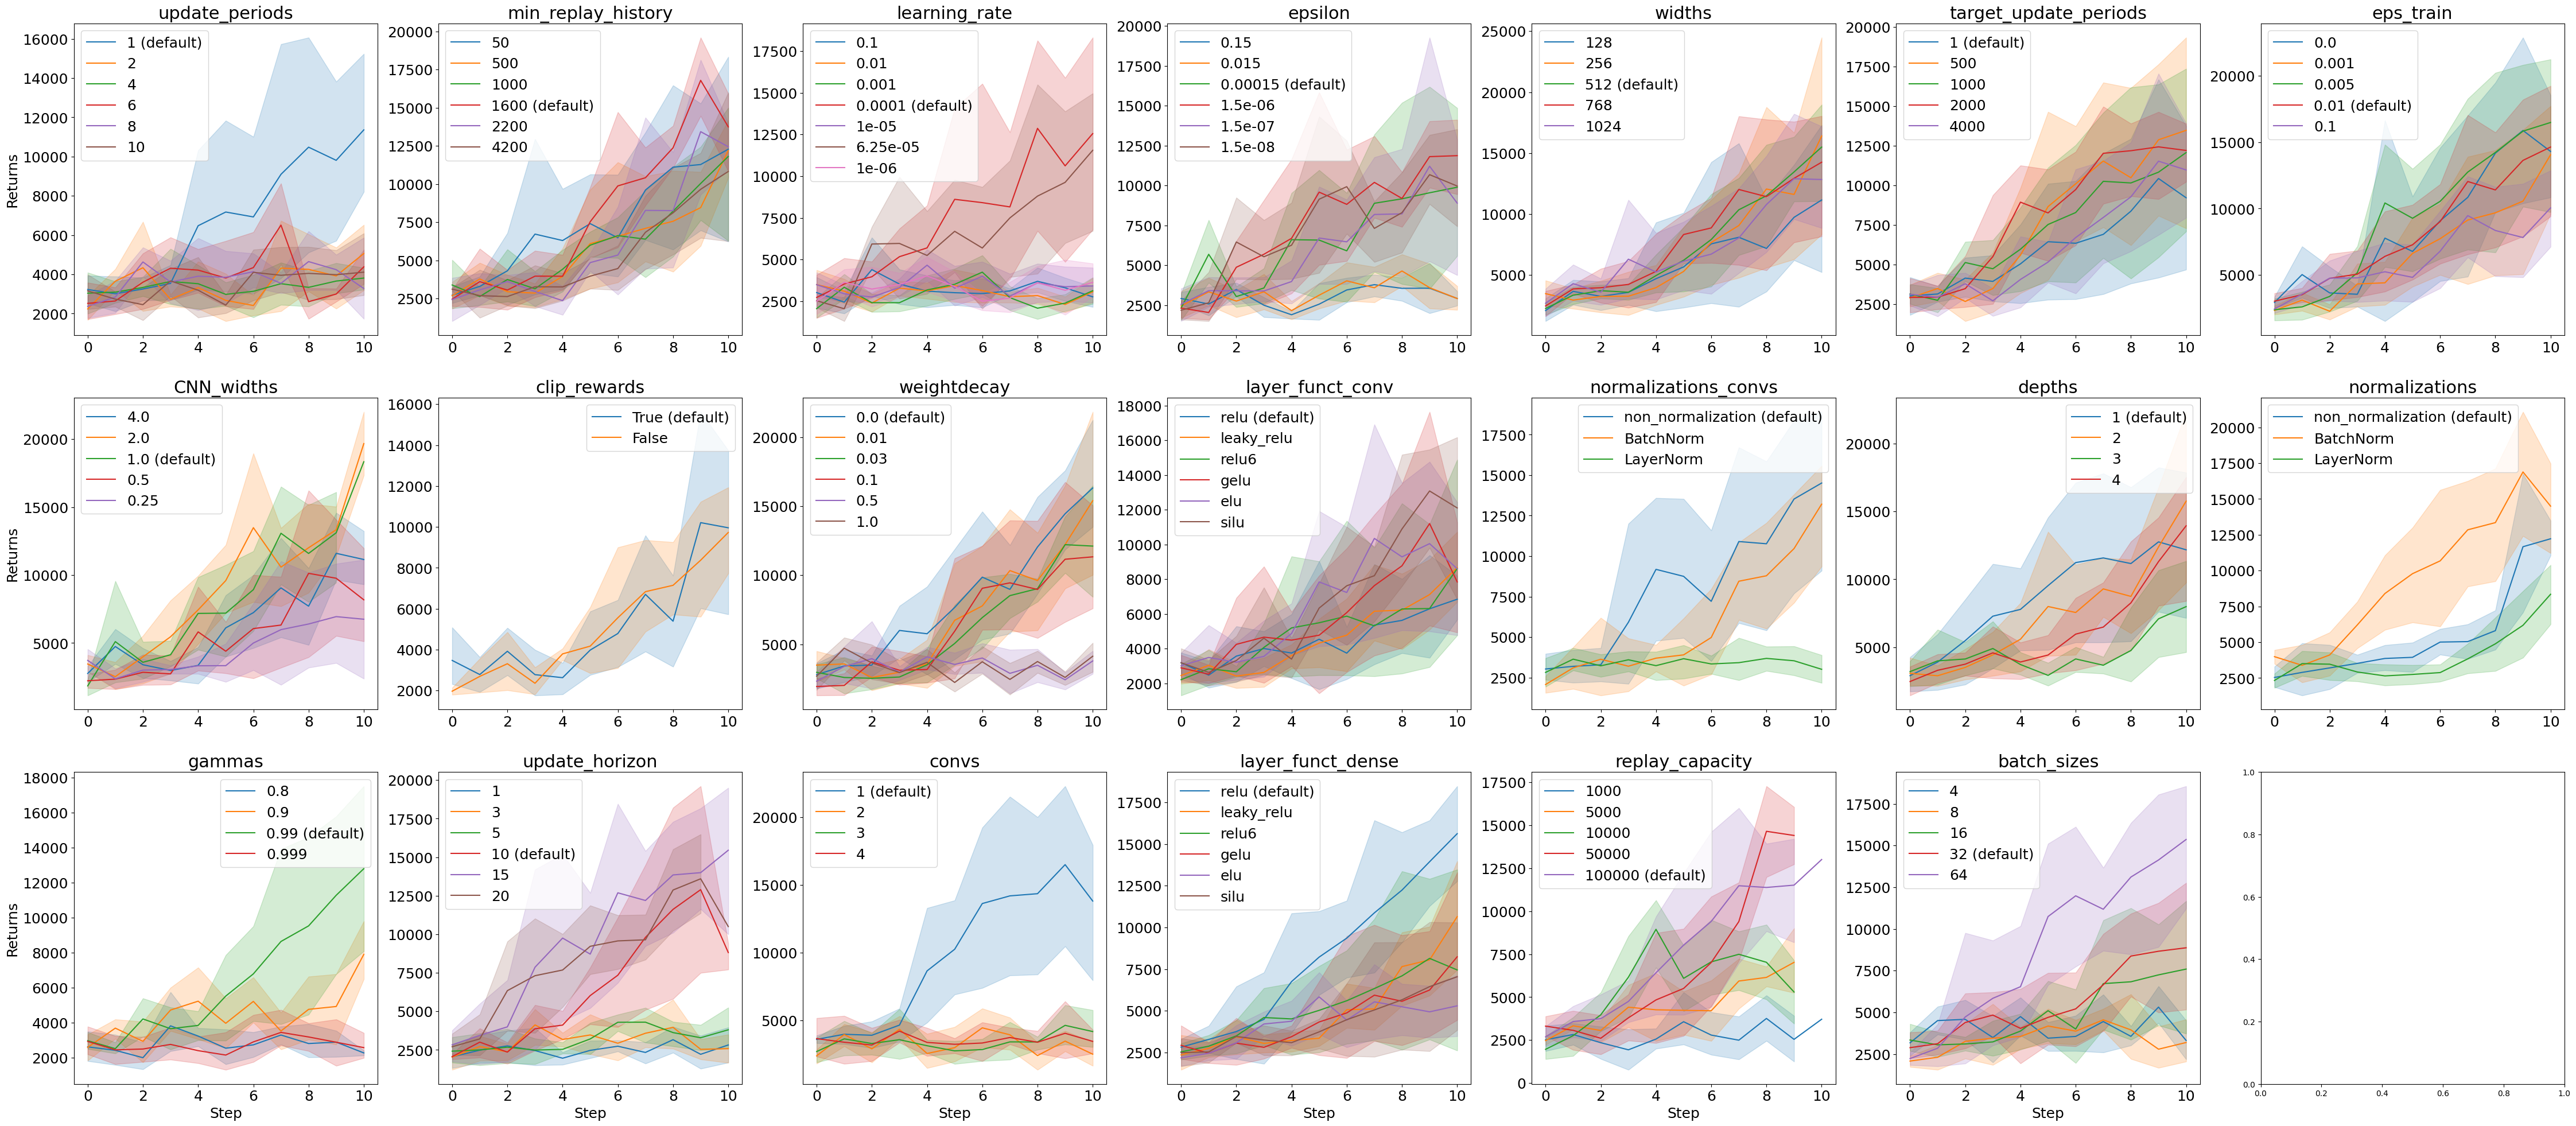 update_periods
Returns
16000
14000
12000
10000
8000
6000
4000
2000
1 (default)
2
4
6
8
10
0 2 4 6 8 10
min_replay_history
20000
17500
15000
12500
10000
7500
5000
2500
50
500
1000
1600 (default)
2200
4200
0 2 4 6 8 10
learning_rate
17500
15000
12500
10000
7500
5000
2500
0.1
0.01
0.001
0.0001 (default)
1e-05
6.25e-05
1e-06
0 2 4 6 8 10
epsilon
20000
17500
15000
12500
10000
7500
5000
2500
0.15
0.015
0.00015 (default)
1.5e-06
1.5e-07
1.5e-08
0 2 4 6 8 10
widths
25000
20000
15000
10000
5000
128
256
512 (default)
768
1024
0 2 4 6 8 10
target_update_periods
20000
17500
15000
12500
10000
7500
5000
2500
1 (default)
500
1000
2000
4000
0 2 4 6 8 10
eps_train
20000
15000
10000
5000
0.0
0.001
0.005
0.01 (default)
0.1
0 2 4 6 8 10
CNN_widths
Returns
20000
15000
10000
5000
4.0
2.0
1.0 (default)
0.5
0.25
0 2 4 6 8 10
clip_rewards
16000
14000
12000
10000
8000
6000
4000
2000
True (default)
False
0 2 4 6 8 10
weightdecay
20000
15000
10000
5000
0.0 (default)
0.01
0.03
0.1
0.5
1.0
0 2 4 6 8 10
layer_funct_conv
18000
16000
14000
12000
10000
8000
6000
4000
2000
relu (default)
leaky_relu
relu6
gelu
elu
silu
0 2 4 6 8 10
normalizations_convs
17500
15000
12500
10000
7500
5000
2500
non_normalization (default)
BatchNorm
LayerNorm
0 2 4 6 8 10
depths
20000
15000
10000
5000
1 (default)
2
3
4
0 2 4 6 8 10
normalizations
20000
17500
15000
12500
10000
7500
5000
2500
non_normalization (default)
BatchNorm
LayerNorm
0 2 4 6 8 10
gammas
Returns
18000
16000
14000
12000
10000
8000
6000
4000
2000
0.8
0.9
0.99 (default)
0.999
0 2 4 6 8 10
Step
update_horizon
20000
17500
15000
12500
10000
7500
5000
2500
1
3
5
10 (default)
15
20
0 2 4 6 8 10
Step
convs
20000
15000
10000
5000
1 (default)
2
3
4
0 2 4 6 8 10
Step
layer_funct_dense
17500
15000
12500
10000
7500
5000
2500
relu (default)
leaky_relu
relu6
gelu
elu
silu
0 2 4 6 8 10
Step
replay_capacity
17500
15000
12500
10000
7500
5000
2500
0
1000
5000
10000
50000
100000 (default)
0 2 4 6 8 10
Step
batch_sizes
17500
15000
12500
10000
7500
5000
2500
4
8
16
32 (default)
64
0 2 4 6 8 10
Step
1.0
0.8
0.6
0.4
0.2
0.0
0.0 0.2 0.4 0.6 0.8 1.0